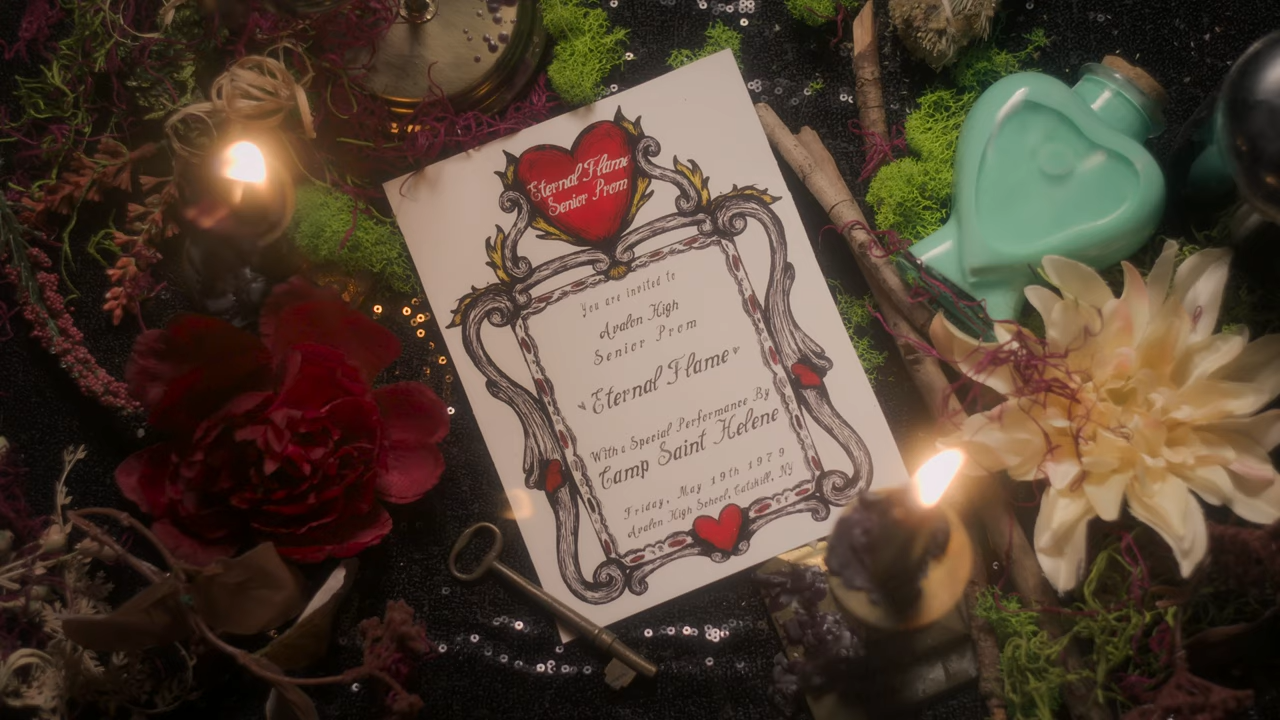 Eternal Flame
Senior Prom
You are invited to
Avalon High
Senior Prom
Eternal Flame
With a Special Performance By
Camp Saint Helene
Friday, May 19th 1979
Avalon High School, Catskill, NY